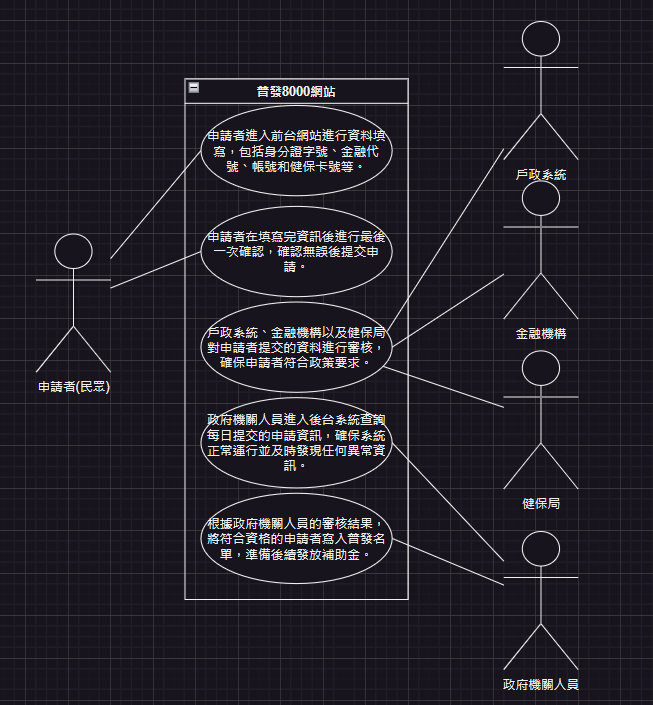 普發8000網站
申請者進入前台網站進行資料填
寫，包括身分證字號、金融代
號、帳號和健保卡號等。
申請者在填寫完資訊後進行最後
一次確認，確認無誤後提交申
請。
戶政系統、金融機構以及健保局
對申請者提交的資料進行審核，
確保申請者符合政策要求。
政府機關人員進入後台系統查詢
每日提交的申請資訊，確保系統
正常運行並及時發現任何異常資
訊。
根據政府機關人員的審核結果，
將符合資格的申請者寫入普發名
單，準備後續發放補助金。
申請者(民眾)
戶政系統
金融機構
健保局
政府機關人員